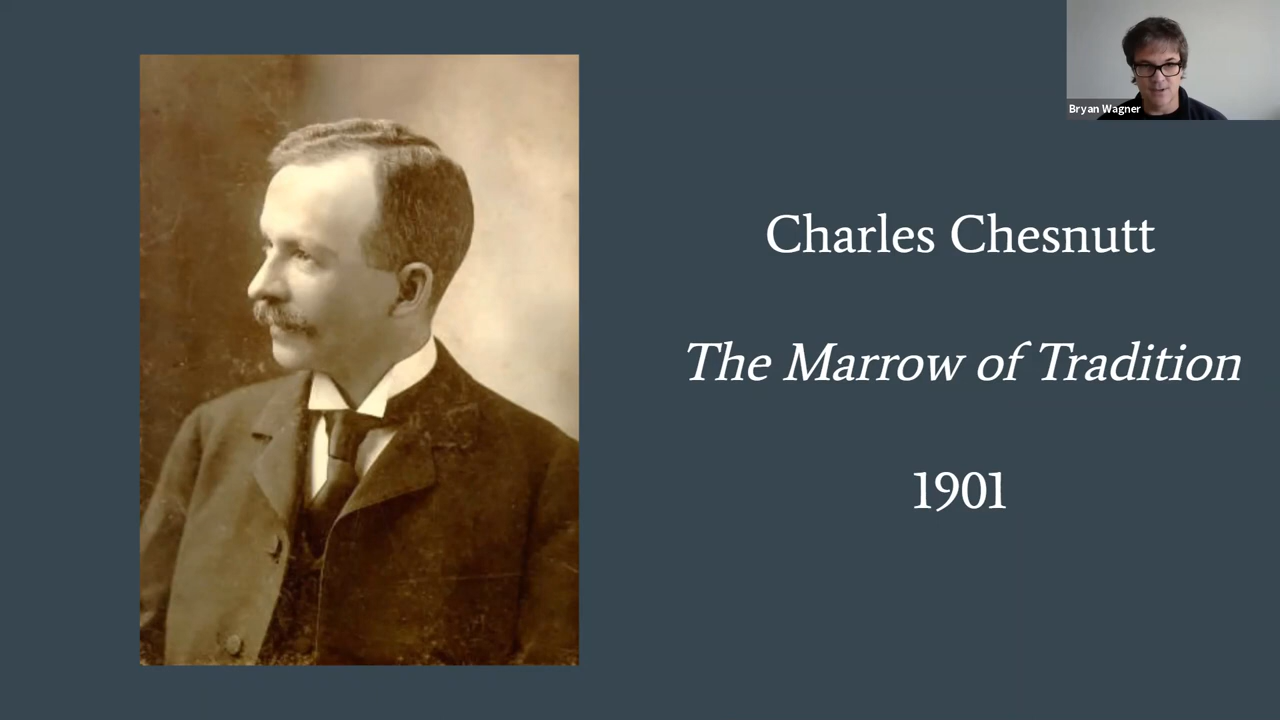 Bryan Wagner
Charles Chesnutt
The Marrow of Tradition
1901